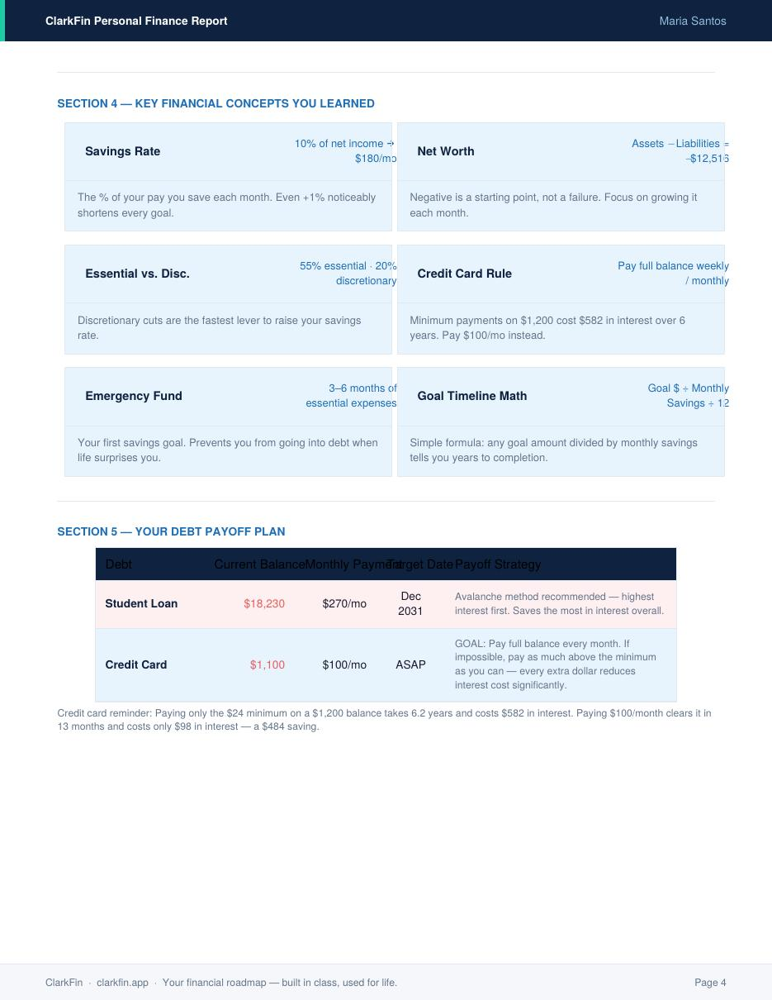 ClarkFin Personal Finance Report
Maria Santos
SECTION 4 — KEY FINANCIAL CONCEPTS YOU LEARNED
Savings Rate
10% of net income →
$180/mo
The % of your pay you save each month. Even +1% noticeably
shortens every goal.
Net Worth
Assets − Liabilities =
−$12,516
Negative is a starting point, not a failure. Focus on growing it
each month.
Essential vs. Disc.
55% essential · 20%
discretionary
Discretionary cuts are the fastest lever to raise your savings
rate.
Credit Card Rule
Pay full balance weekly
/ monthly
Minimum payments on $1,200 cost $582 in interest over 6
years. Pay $100/mo instead.
Emergency Fund
3–6 months of
essential expenses
Your first savings goal. Prevents you from going into debt when
life surprises you.
Goal Timeline Math
Goal $ ÷ Monthly
Savings ÷ 12
Simple formula: any goal amount divided by monthly savings
tells you years to completion.
SECTION 5 — YOUR DEBT PAYOFF PLAN
Debt Current Balance Monthly Payment Target Date Payoff Strategy
Student Loan
$18,230
$270/mo
Dec
2031
Avalanche method recommended — highest
interest first. Saves the most in interest overall.
Credit Card
$1,100
$100/mo
ASAP
GOAL: Pay full balance every month. If
impossible, pay as much above the minimum
as you can — every extra dollar reduces
interest cost significantly.
Credit card reminder: Paying only the $24 minimum on a $1,200 balance takes 6.2 years and costs $582 in interest. Paying $100/month clears it in
13 months and costs only $98 in interest — a $484 saving.
ClarkFin · clarkfin.app · Your financial roadmap — built in class, used for life.
Page 4